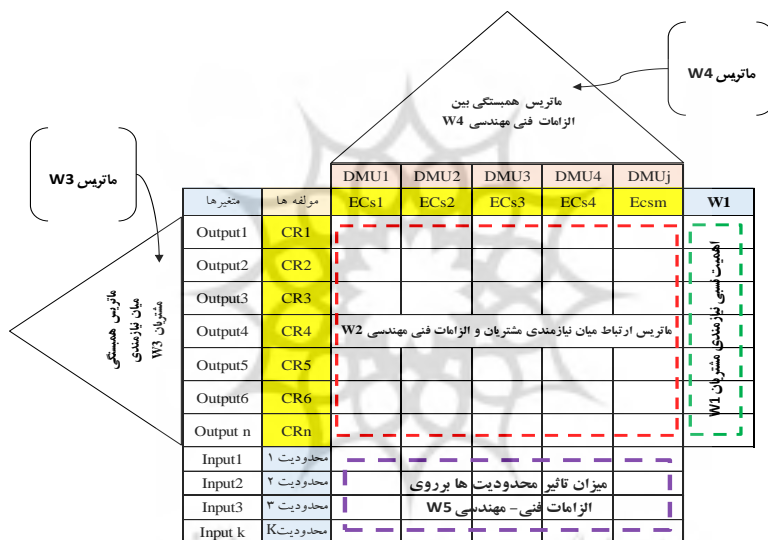 ماتریس W4
ماتریس همبستگی بین
الزامات فنی مهندسی W4
ماتریس W3
DMU1 DMU2 DMU3 DMU4 DMUj
متغیرها مولفه ها ECs1 ECs2 ECs3 ECs4 Ecsm W1
Output1 CR1
Output2 CR2
Output3 CR3
Output4 CR4 ماتریس ارتباط میان نیازمندی مشتریان و الزامات فنی مهندسی W2
Output5 CR5
Output6 CR6
Output n CRn
ماتریس همبستگی
میان نیازمندی
مشتریان W3
اهمیت نسبی نیازمندی مشتریان W1
Input1 محدودیت ۱
Input2 محدودیت ۲ میزان تاثیر محدودیت ها برروی
Input3 محدودیت ۳ الزامات فنی - مهندسی W5
Input k محدودیتK